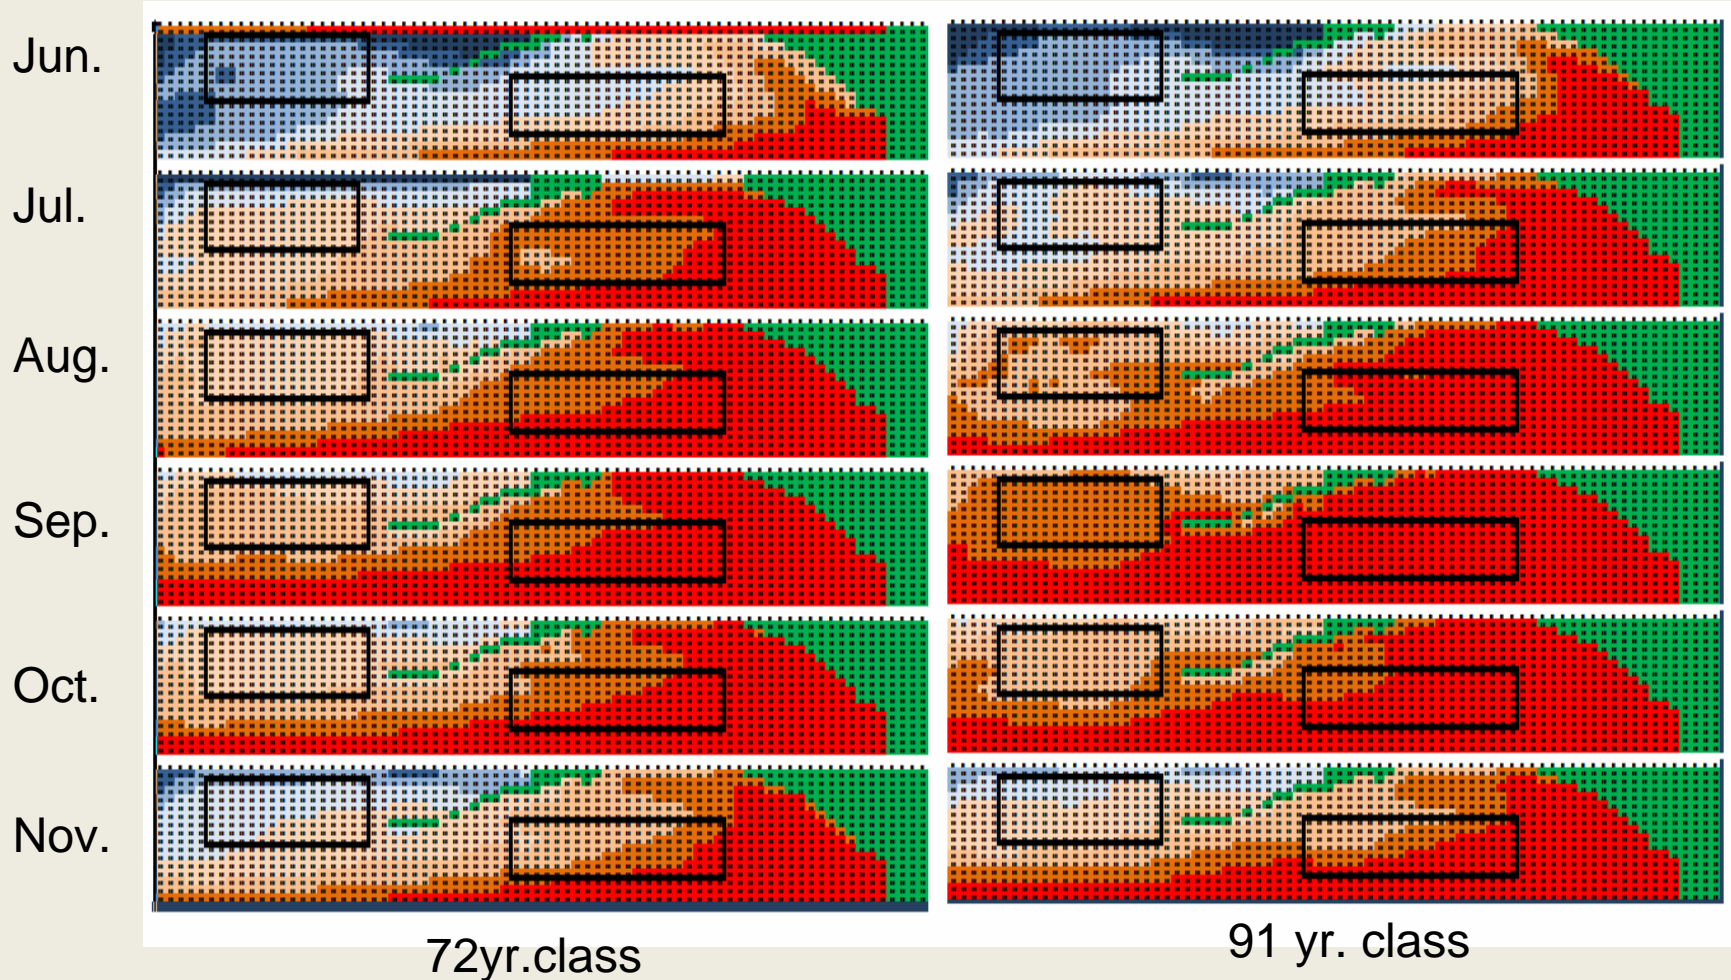 Jun.
Jul.
Aug.
Sep.
Oct.
Nov.
72yr.class
91 yr. class